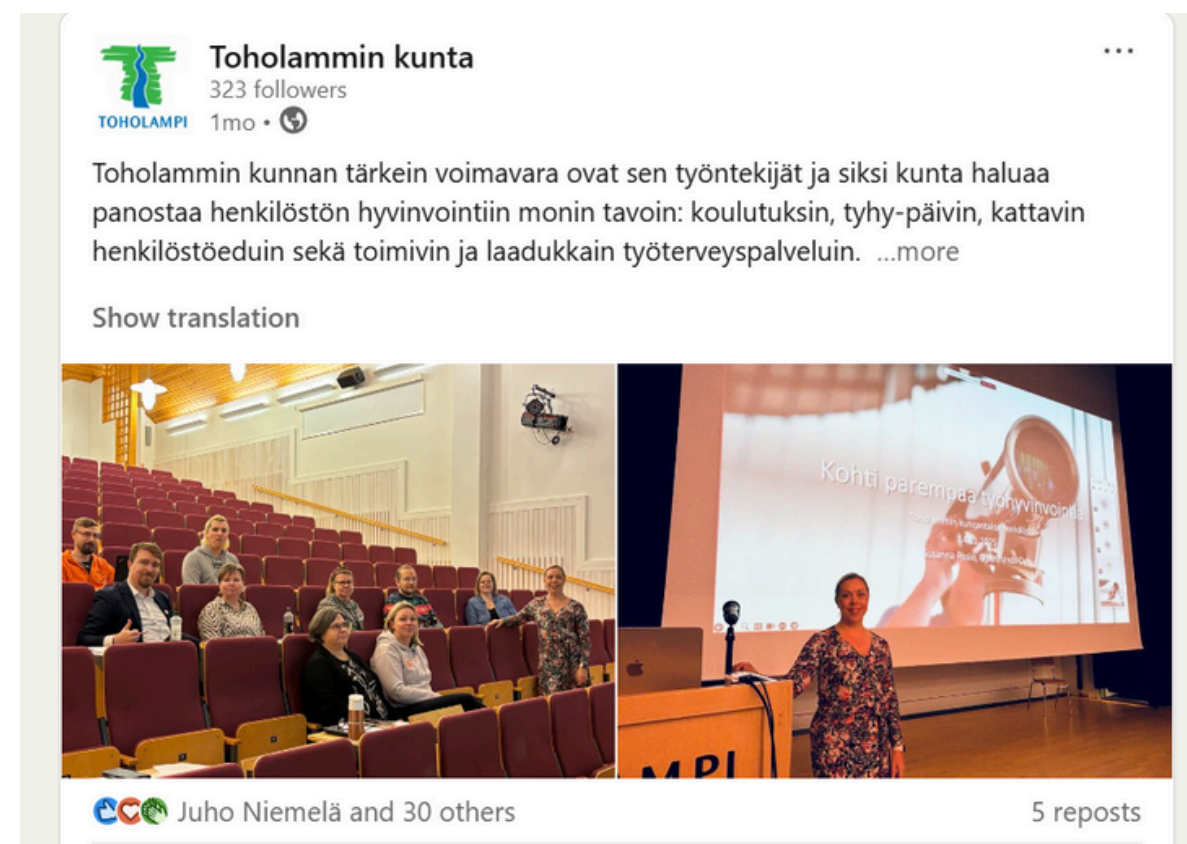 Toholammin kunta
323 followers
TOHOLAMPI
1mo •
Toholammin kunnan tärkein voimavara ovat sen työntekijät ja siksi kunta haluaa
panostaa henkilöstön hyvinvointiin monin tavoin: koulutuksin, tyhy-päivin, kattavin
henkilöstöeduin sekä toimivin ja laadukkain työterveyspalveluin. ...more
Show translation
Kohti parempaa työhyvinvointia
MPI
Juho Niemelä and 30 others
5 reposts